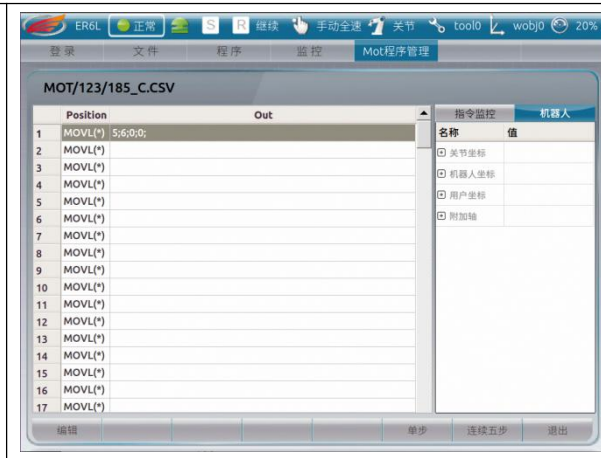 ER6L 正常 S R 继续 手动全速 关节 tool0 wobj0 20%
登录 文件 程序 监控 Mot程序管理
MOT/123/185_C.CSV
Position Out
1 MOVL(*) 5;6;0;0;
2 MOVL(*)
3 MOVL(*)
4 MOVL(*)
5 MOVL(*)
6 MOVL(*)
7 MOVL(*)
8 MOVL(*)
9 MOVL(*)
10 MOVL(*)
11 MOVL(*)
12 MOVL(*)
13 MOVL(*)
14 MOVL(*)
15 MOVL(*)
16 MOVL(*)
17 MOVL(*)
指令监控 机器人
名称 值
关节坐标
机器人坐标
用户坐标
附加轴
编辑 单步 连续五步 退出